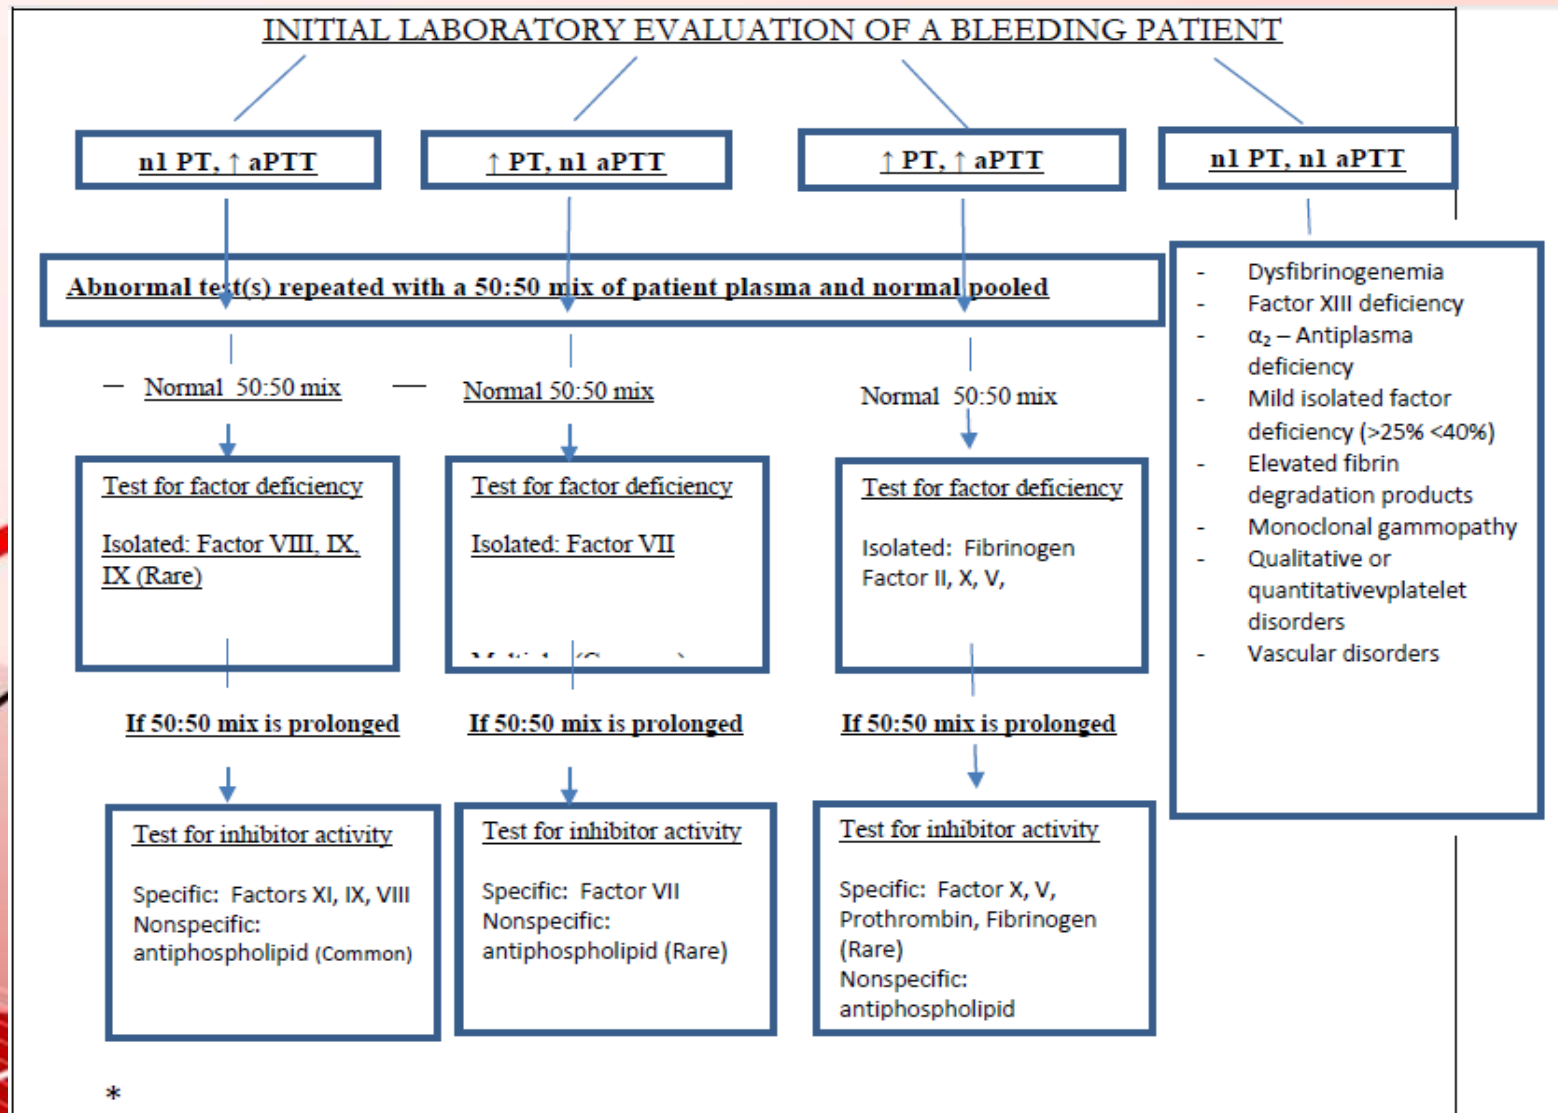 INITIAL LABORATORY EVALUATION OF A BLEEDING PATIENT
n1 PT, ↑ aPTT
↑ PT, n1 aPTT
↑ PT, ↑ aPTT
n1 PT, n1 aPTT
Abnormal test(s) repeated with a 50:50 mix of patient plasma and normal pooled
— Normal 50:50 mix —
Normal 50:50 mix
Normal 50:50 mix
Test for factor deficiency
Isolated: Factor VIII, IX,
IX (Rare)
Test for factor deficiency
Isolated: Factor VII
Test for factor deficiency
Isolated: Fibrinogen
Factor II, X, V,
If 50:50 mix is prolonged
If 50:50 mix is prolonged
If 50:50 mix is prolonged
Test for inhibitor activity
Specific: Factors XI, IX, VIII
Nonspecific:
antiphospholipid (Common)
Test for inhibitor activity
Specific: Factor VII
Nonspecific:
antiphospholipid (Rare)
Test for inhibitor activity
Specific: Factor X, V,
Prothrombin, Fibrinogen
(Rare)
Nonspecific:
antiphospholipid
- Dysfibrinogenemia
- Factor XIII deficiency
- α₂ – Antiplasma
deficiency
- Mild isolated factor
deficiency (>25% <40%)
- Elevated fibrin
degradation products
- Monoclonal gammopathy
- Qualitative or
quantitativevplatelet
disorders
- Vascular disorders
*